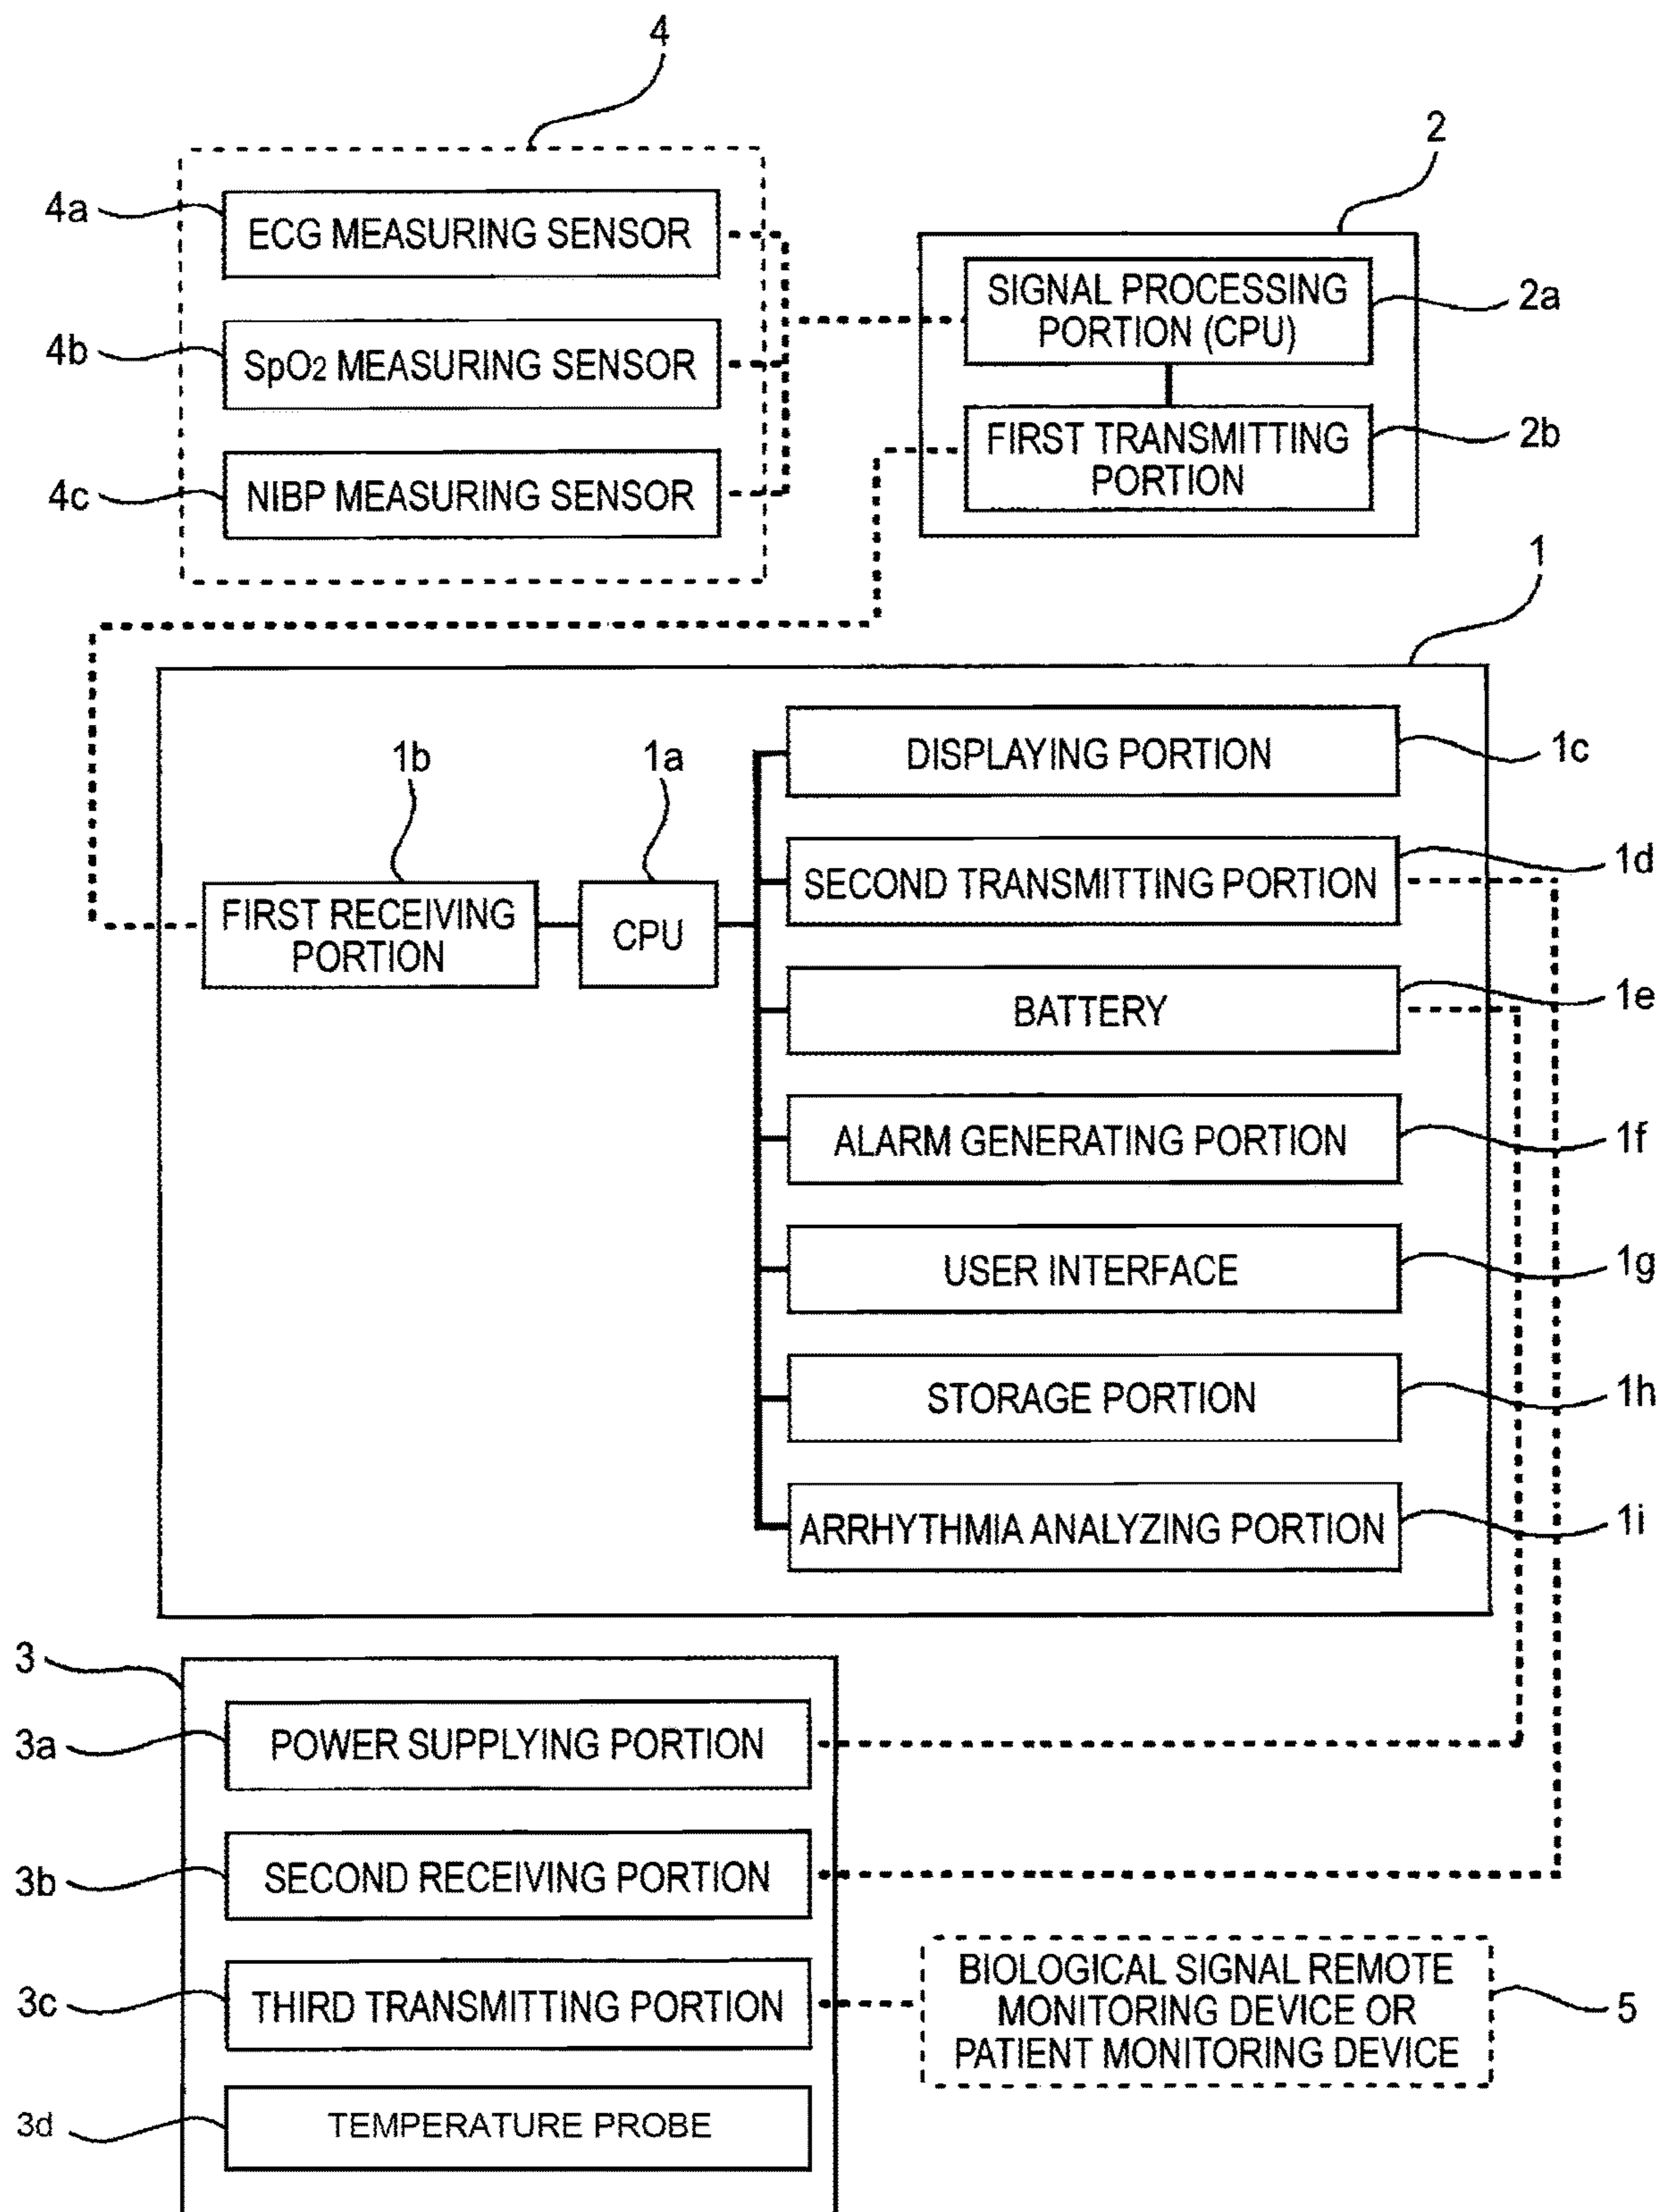 4
2
4a
ECG MEASURING SENSOR
4b
SpO2 MEASURING SENSOR
4c
NIBP MEASURING SENSOR
SIGNAL PROCESSING
PORTION (CPU)
2a
FIRST TRANSMITTING
PORTION
2b
1
1b
1a
FIRST RECEIVING
PORTION
CPU
DISPLAYING PORTION
1c
SECOND TRANSMITTING PORTION
1d
BATTERY
1e
ALARM GENERATING PORTION
1f
USER INTERFACE
1g
STORAGE PORTION
1h
ARRHYTHMIA ANALYZING PORTION
1i
3
3a
POWER SUPPLYING PORTION
3b
SECOND RECEIVING PORTION
3c
THIRD TRANSMITTING PORTION
BIOLOGICAL SIGNAL REMOTE
MONITORING DEVICE OR
PATIENT MONITORING DEVICE
5
3d
TEMPERATURE PROBE